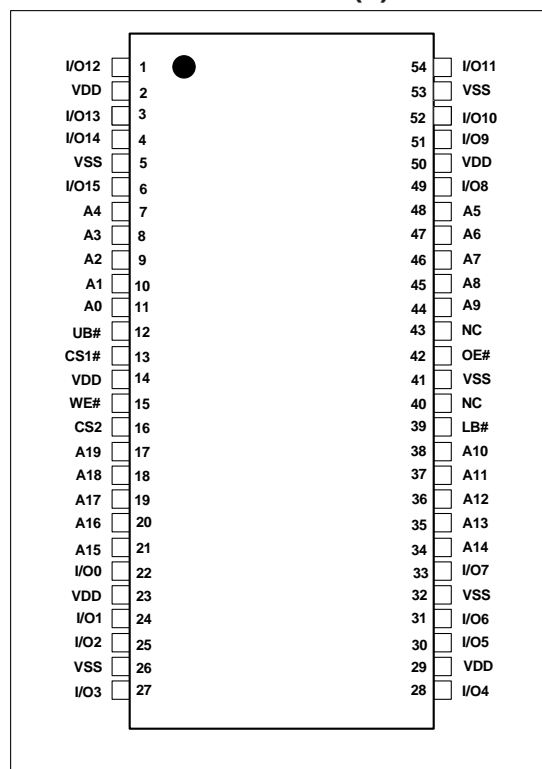 I/O12 1 54 I/O11
VDD 2 53 VSS
I/O13 3 52 I/O10
I/O14 4 51 I/O9
VSS 5 50 VDD
I/O15 6 49 I/O8
A4 7 48 A5
A3 8 47 A6
A2 9 46 A7
A1 10 45 A8
A0 11 44 A9
UB# 12 43 NC
CS1# 13 42 OE#
VDD 14 41 VSS
WE# 15 40 NC
CS2 16 39 LB#
A19 17 38 A10
A18 18 37 A11
A17 19 36 A12
A16 20 35 A13
A15 21 34 A14
I/O0 22 33 I/O7
VDD 23 32 VSS
I/O1 24 31 I/O6
I/O2 25 30 I/O5
VSS 26 29 VDD
I/O3 27 28 I/O4